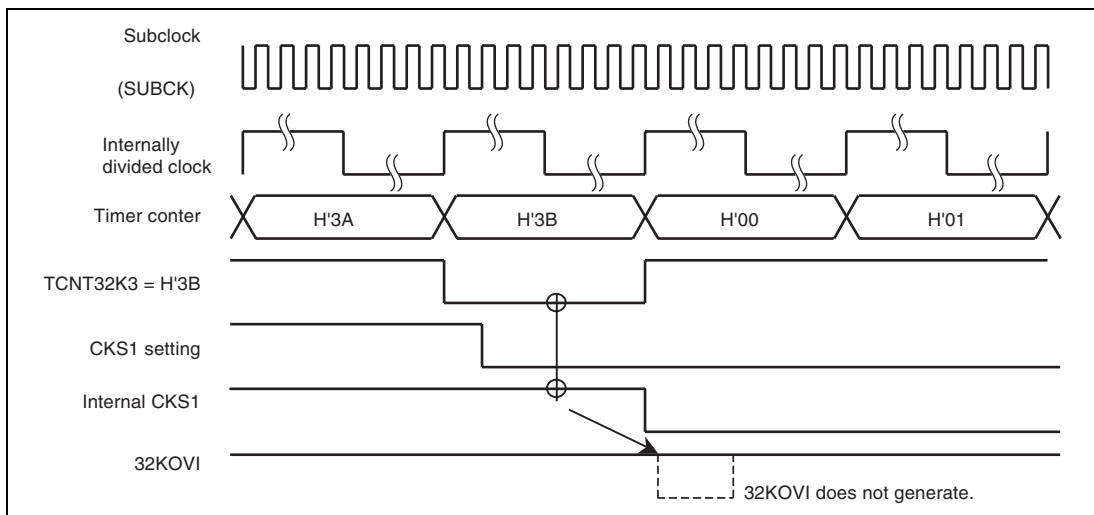 Subclock
(SUBCK)
Internally
divided clock
Timer conter
H'3A
H'3B
H'00
H'01
TCNT32K3 = H'3B
CKS1 setting
Internal CKS1
32KOVI
32KOVI does not generate.